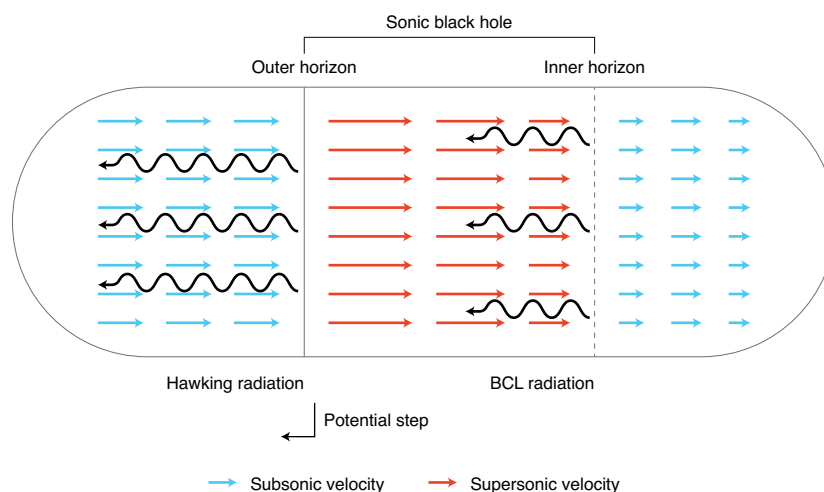 Sonic black hole
Outer horizon
Inner horizon
Hawking radiation
BCL radiation
Potential step
Subsonic velocity
Supersonic velocity